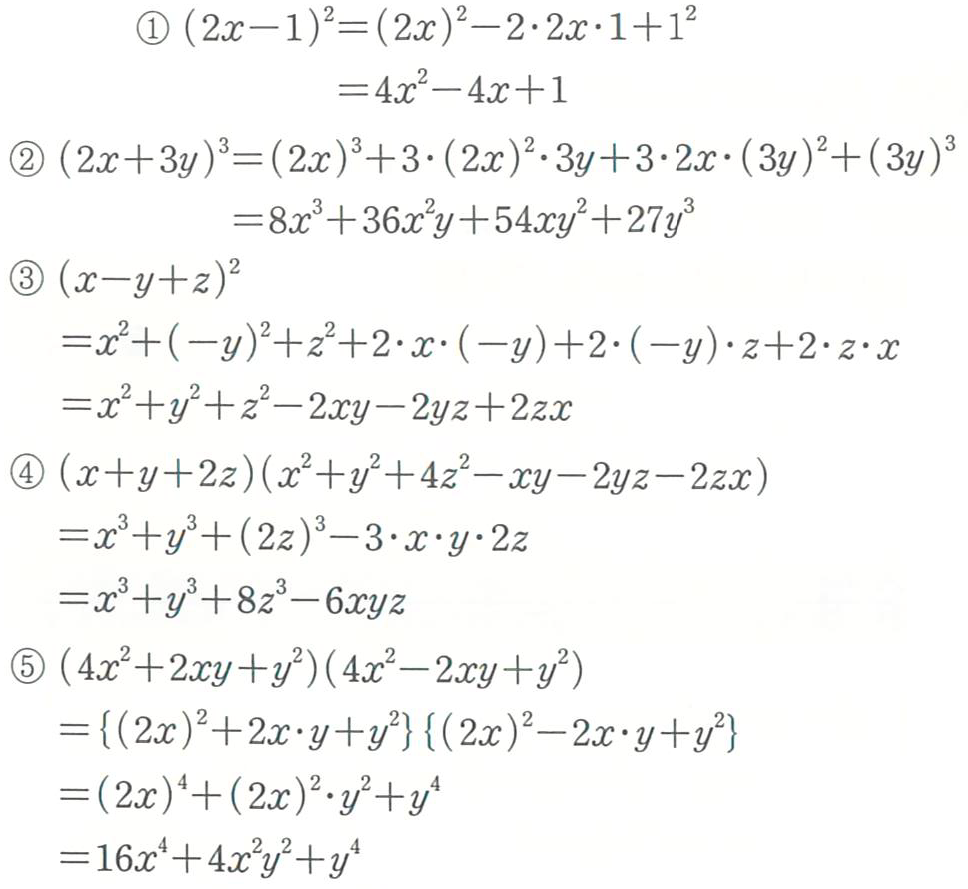 ① (2x−1)²=(2x)²−2·2x·1+1²
=4x²−4x+1
② (2x+3y)³=(2x)³+3·(2x)²·3y+3·2x·(3y)²+(3y)³
=8x³+36x²y+54xy²+27y³
③ (x−y+z)²
=x²+(−y)²+z²+2·x·(−y)+2·(−y)·z+2·z·x
=x²+y²+z²−2xy−2yz+2zx
④ (x+y+2z)(x²+y²+4z²−xy−2yz−2zx)
=x³+y³+(2z)³−3·x·y·2z
=x³+y³+8z³−6xyz
⑤ (4x²+2xy+y²)(4x²−2xy+y²)
={(2x)²+2x·y+y²}{(2x)²−2x·y+y²}
=(2x)⁴+(2x)²·y²+y⁴
=16x⁴+4x²y²+y⁴